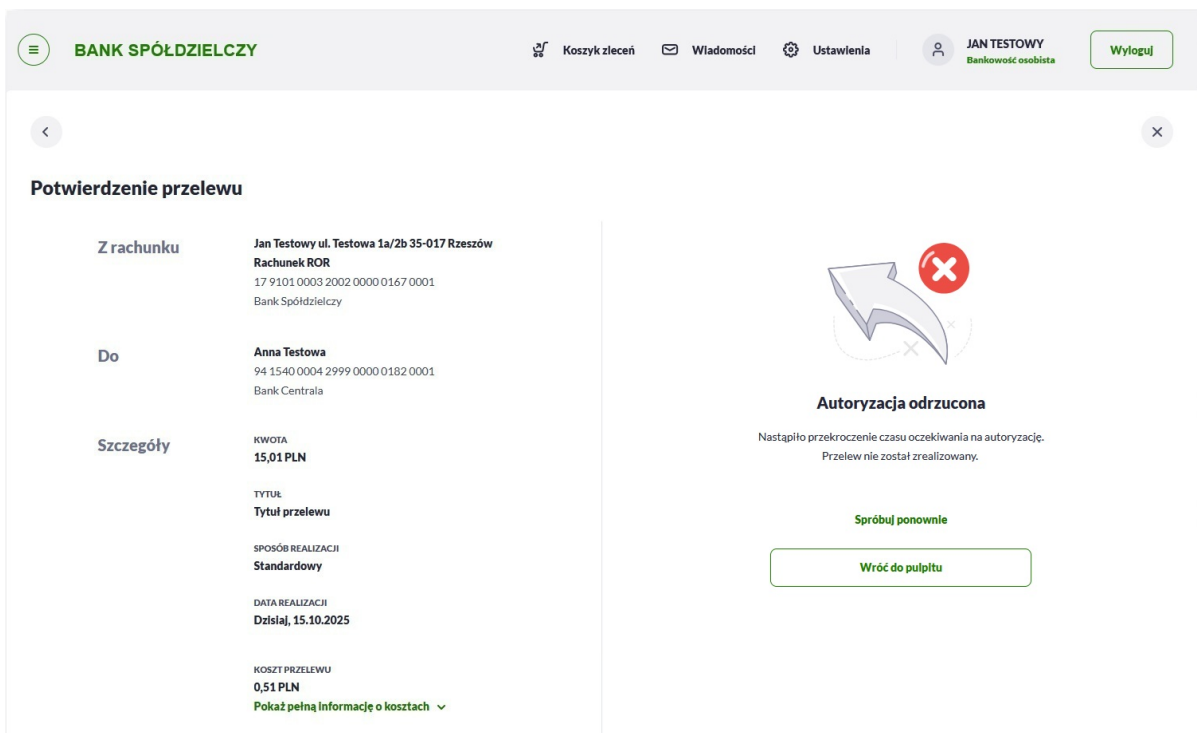 BANK SPÓŁDZIELCZY
Koszyk zleceń
Wiadomości
Ustawienia
JAN TESTOWY
Bankowość osobista
Wyloguj
Potwierdzenie przelewu
Z rachunku
Jan Testowy ul. Testowa 1a/2b 35-017 Rzeszów
Rachunek ROR
17 9101 0003 2002 0000 0167 0001
Bank Spółdzielczy
Do
Anna Testowa
94 1540 0004 2999 0000 0182 0001
Bank Centrala
Szczegóły
KWOTA
15,01 PLN
TYTUŁ
Tytuł przelewu
SPOSÓB REALIZACJI
Standardowy
DATA REALIZACJI
Dzisiaj, 15.10.2025
KOSZT PRZELEWU
0,51 PLN
Pokaż pełną informację o kosztach
Autoryzacja odrzucona
Nastąpiło przekroczenie czasu oczekiwania na autoryzację.
Przelew nie został zrealizowany.
Spróbuj ponownie
Wróć do pulpitu